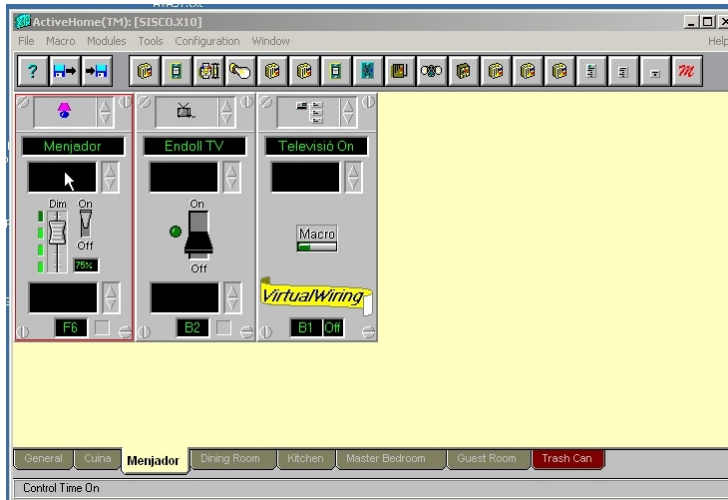 ActiveHome(TM): [SISCO.X10]
File Macro Modules Tools Configuration Window Help
?
m
Menjador
Endoll TV
Televisió On
Dim On
Off
75%
On
Off
Macro
VirtualWiring
F6
B2
B1 Off
General Cuina Menjador Dining Room Kitchen Master Bedroom Guest Room Trash Can
Control Time On